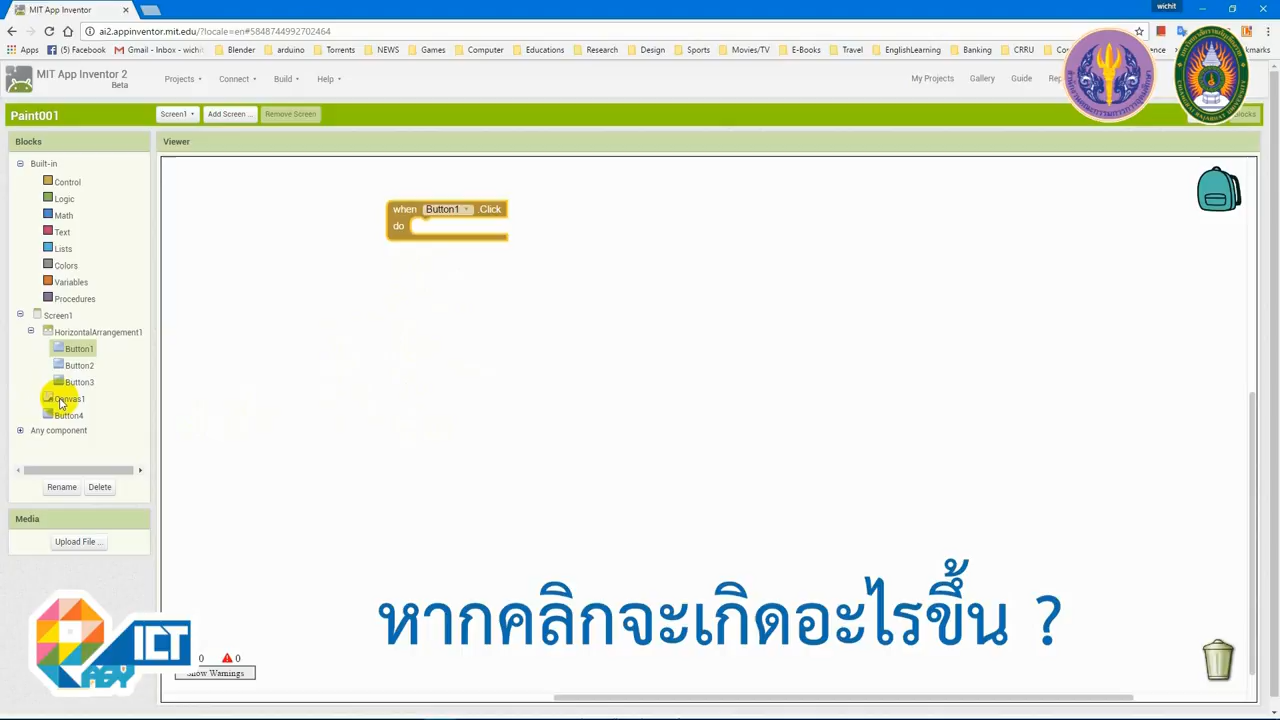 MIT App Inventor
wichit
ai2.appinventor.mit.edu/?locale=en#5848744992702464
Apps
(5) Facebook
Gmail - Inbox - wichi
Blender
arduino
Torrents
NEWS
Games
Computer
Educations
Research
Design
Sport
Movies/TV
E-Books
Travel
EnglishLearning
Banking
CRRU
MIT App Inventor 2
Beta
Projects
Connect
Build
Help
My Projects
Gallery
Guide
Paint001
Screen1
Add Screen ...
Remove Screen
Blocks
Blocks
Viewer
Built-in
Control
Logic
Math
Text
Lists
Colors
Variables
Procedures
Screen1
HorizontalArrangement1
Button1
Button2
Button3
Canvas1
Button4
Any component
Rename
Delete
Media
Upload File ...
when Button1 .Click
do
หากคลิกจะเกิดอะไรขึ้น ?
ICT
0
0
Show Warnings